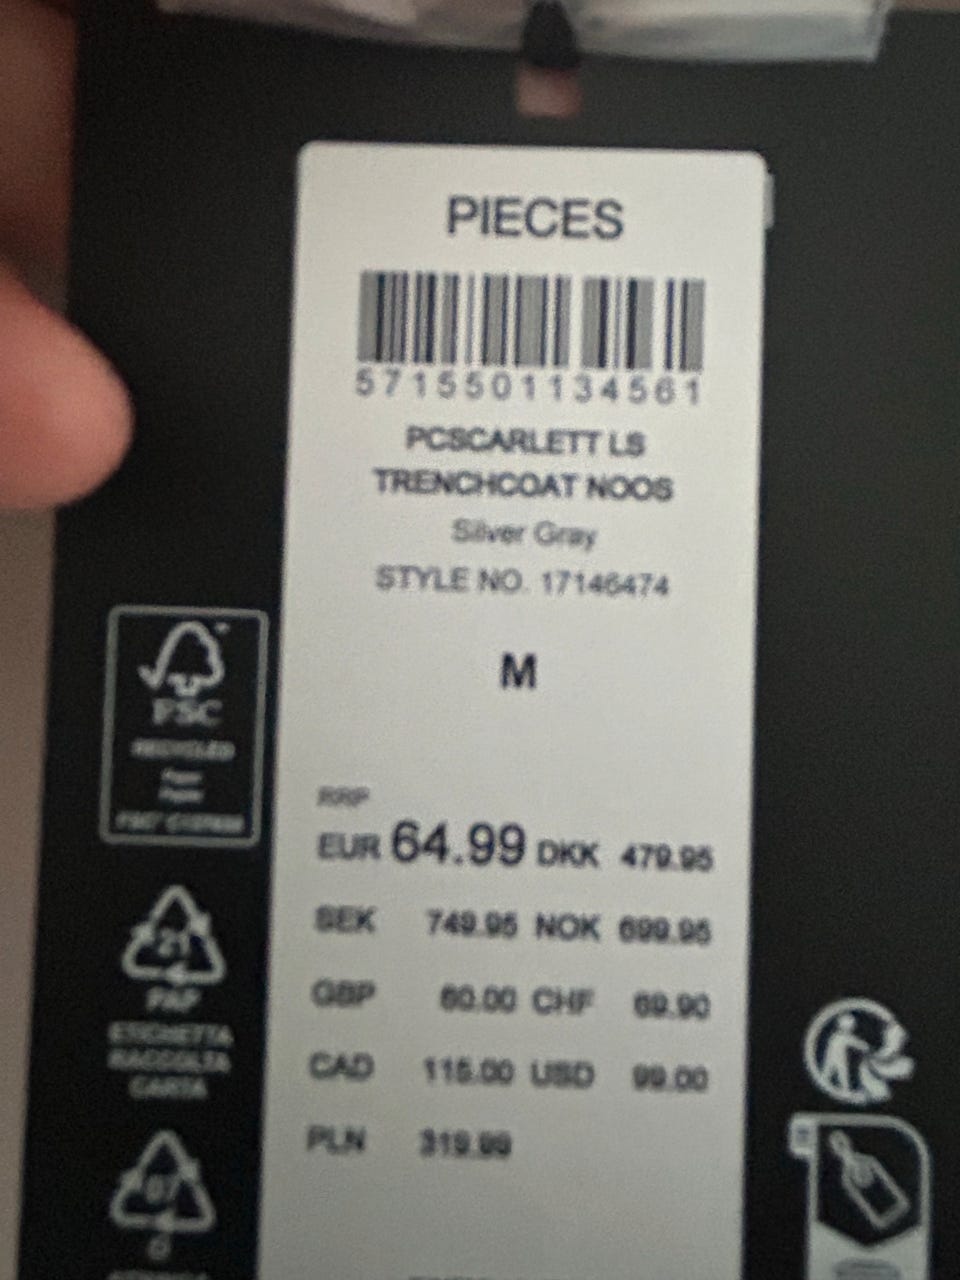 PIECES
5715501134561
PCSCARLETT LS
TRENCHCOAT NOOS
Silver Gray
STYLE NO. 17146474
M
RRP
EUR 64.99 DKK 479.95
SEK 749.95 NOK 699.95
GBP 60.00 CHF 69.90
CAD 115.00 USD 99.00
PLN 319.99
FSC
RECYCLED
21
PAP
ETICHETTA
RACCOLTA
CARTA
07